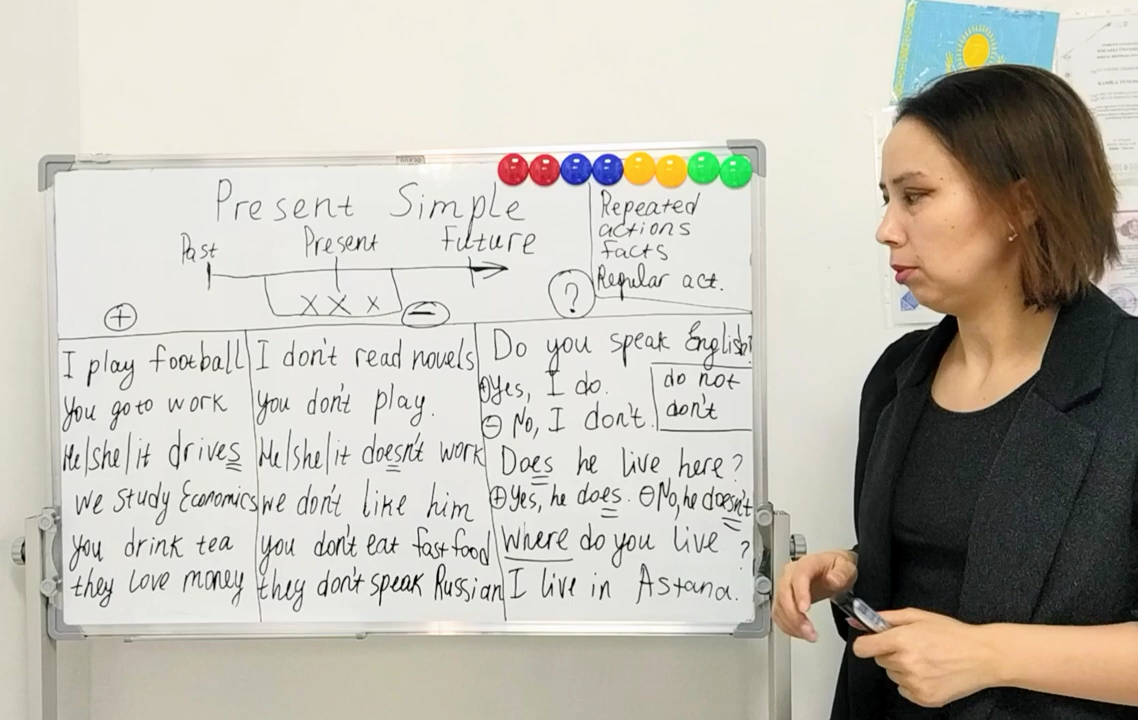 Present Simple
Past Present Future
Repeated
actions
facts
Regular act.
X X X
+
−
?
I play football
You go to work
He/she/it drives
We study Economics
you drink tea
they love money
I don't read novels
you don't play.
He/she/it doesn't work
we don't like him
you don't eat fast food
they don't speak Russian
Do you speak English?
⊕Yes, I do.
⊖ No, I don't.
do not
don't
Does he live here?
⊕Yes, he does. ⊖No, he doesn't
Where do you live ?
I live in Astana.